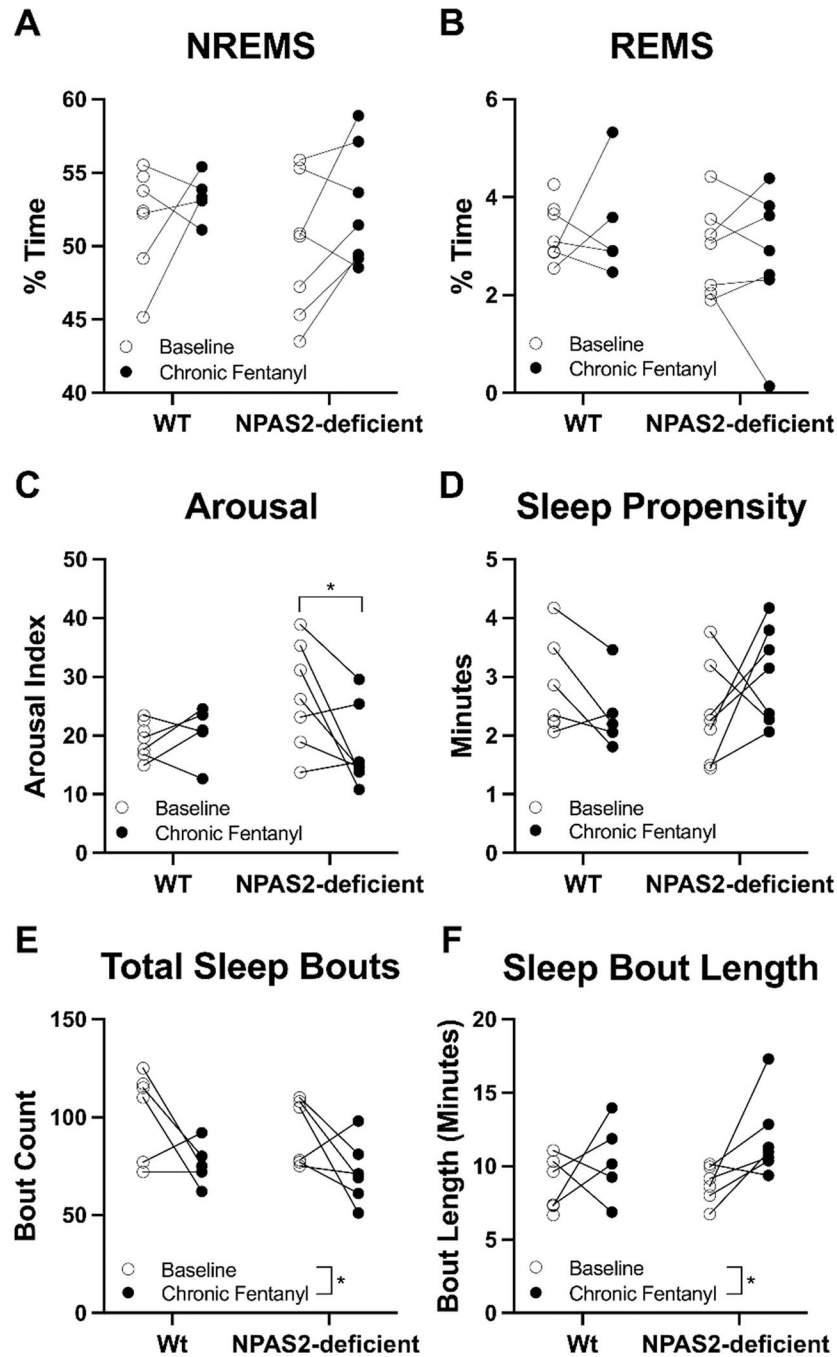 A
NREMS
60
55
50
45
40
% Time
Baseline
Chronic Fentanyl
WT
NPAS2-deficient
B
REMS
6
4
2
0
% Time
Baseline
Chronic Fentanyl
WT
NPAS2-deficient
C
Arousal
50
40
30
20
10
0
Arousal Index
*
Baseline
Chronic Fentanyl
WT
NPAS2-deficient
D
Sleep Propensity
5
4
3
2
1
0
Minutes
Baseline
Chronic Fentanyl
WT
NPAS2-deficient
E
Total Sleep Bouts
150
100
50
0
Bout Count
Baseline
Chronic Fentanyl
*
Wt
NPAS2-deficient
F
Sleep Bout Length
20
15
10
5
0
Bout Length (Minutes)
Baseline
Chronic Fentanyl
*
Wt
NPAS2-deficient